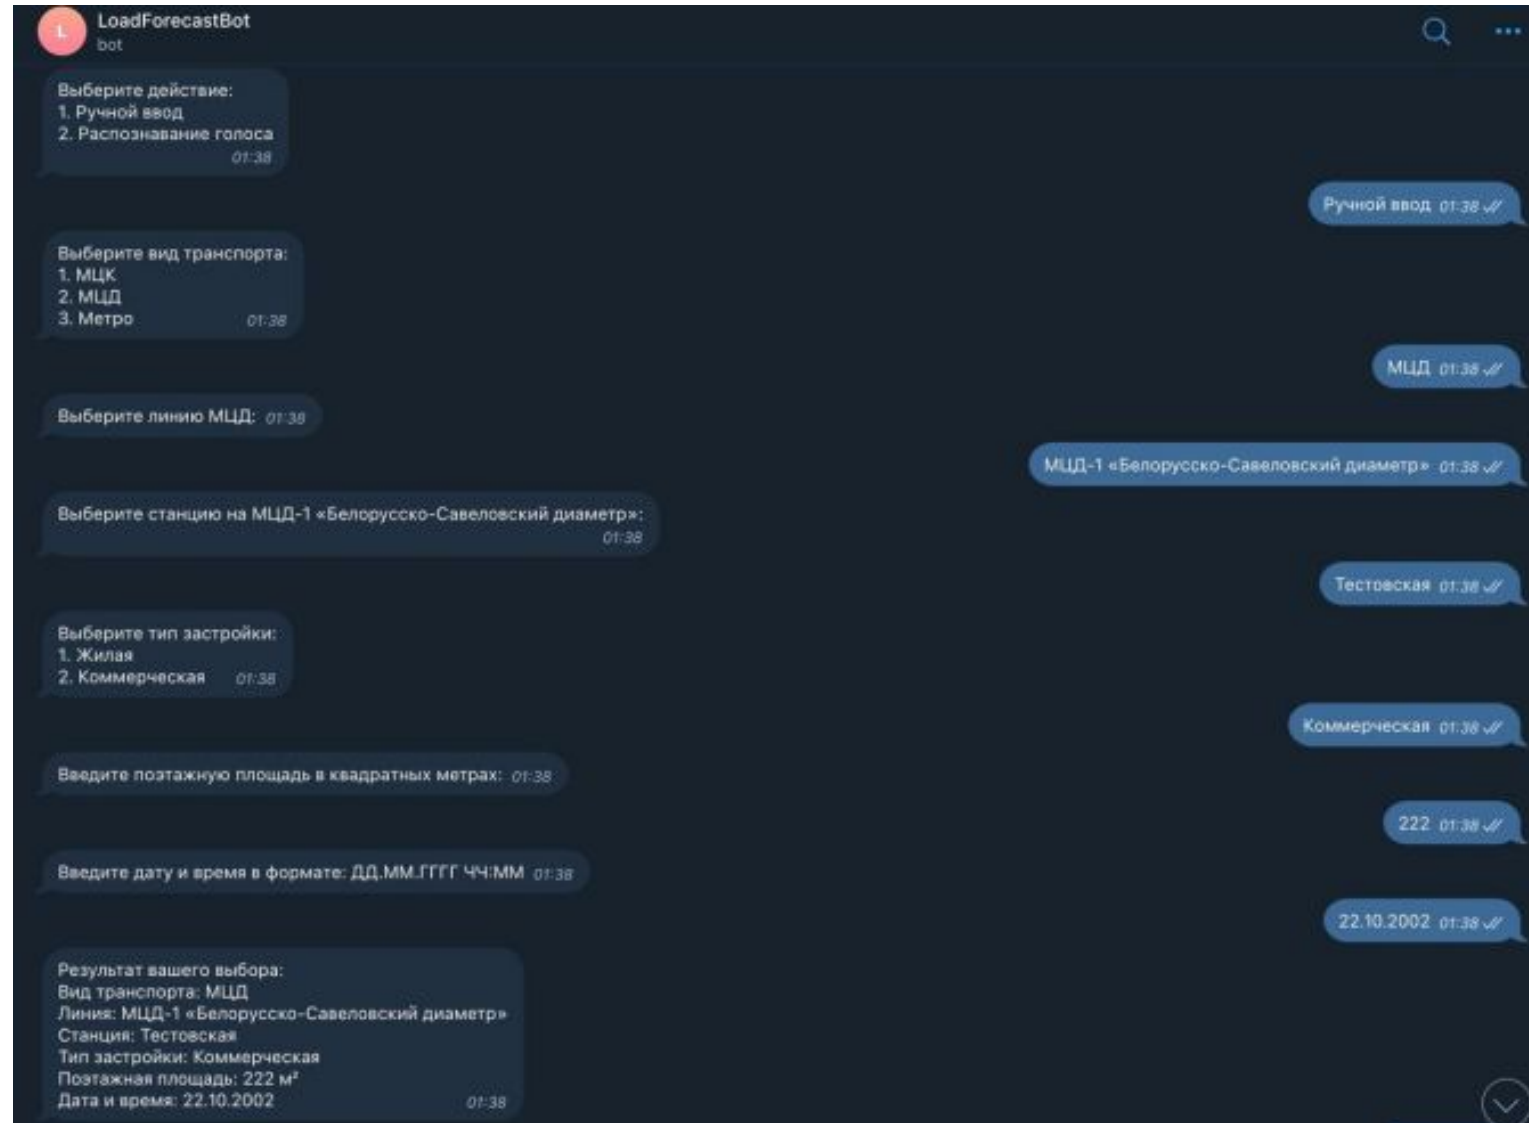 L
LoadForecastBot
bot
Выберите действие:
1. Ручной ввод
2. Распознавание голоса
01:38
Ручной ввод 01:38
Выберите вид транспорта:
1. МЦК
2. МЦД
3. Метро 01:38
МЦД 01:38
Выберите линию МЦД: 01:38
МЦД-1 «Белорусско-Савеловский диаметр» 01:38
Выберите станцию на МЦД-1 «Белорусско-Савеловский диаметр»:
01:38
Тестовская 01:38
Выберите тип застройки:
1. Жилая
2. Коммерческая 01:38
Коммерческая 01:38
Введите поэтажную площадь в квадратных метрах: 01:38
222 01:38
Введите дату и время в формате: ДД.ММ.ГГГГ ЧЧ:ММ 01:38
22.10.2002 01:38
Результат вашего выбора:
Вид транспорта: МЦД
Линия: МЦД-1 «Белорусско-Савеловский диаметр»
Станция: Тестовская
Тип застройки: Коммерческая
Поэтажная площадь: 222 м²
Дата и время: 22.10.2002 01:38